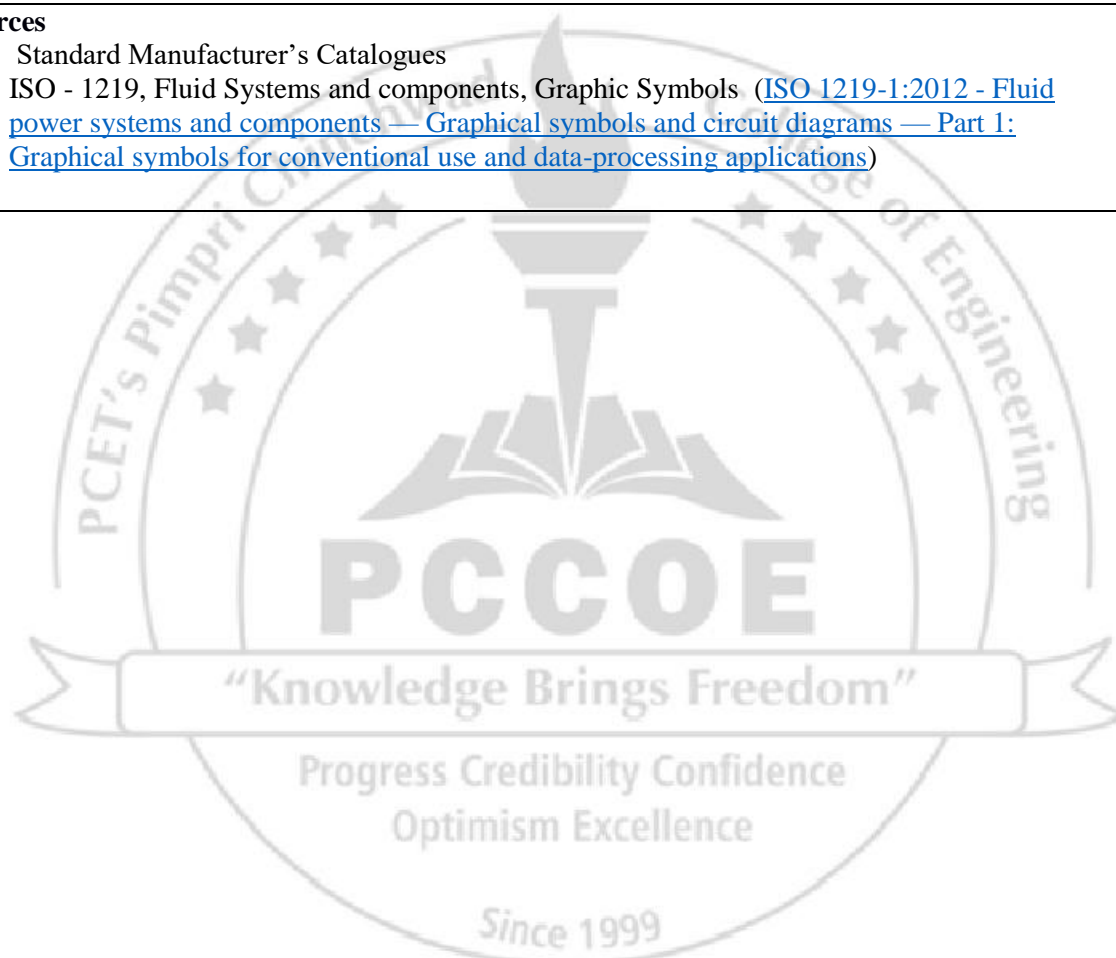 rces
Standard Manufacturer’s Catalogues
ISO - 1219, Fluid Systems and components, Graphic Symbols (ISO 1219-1:2012 - Fluid
power systems and components — Graphical symbols and circuit diagrams — Part 1:
Graphical symbols for conventional use and data-processing applications)
PCET's Pimpri Chinchwad College of Engineering
PCCOE
“Knowledge Brings Freedom”
Progress Credibility Confidence
Optimism Excellence
Since 1999